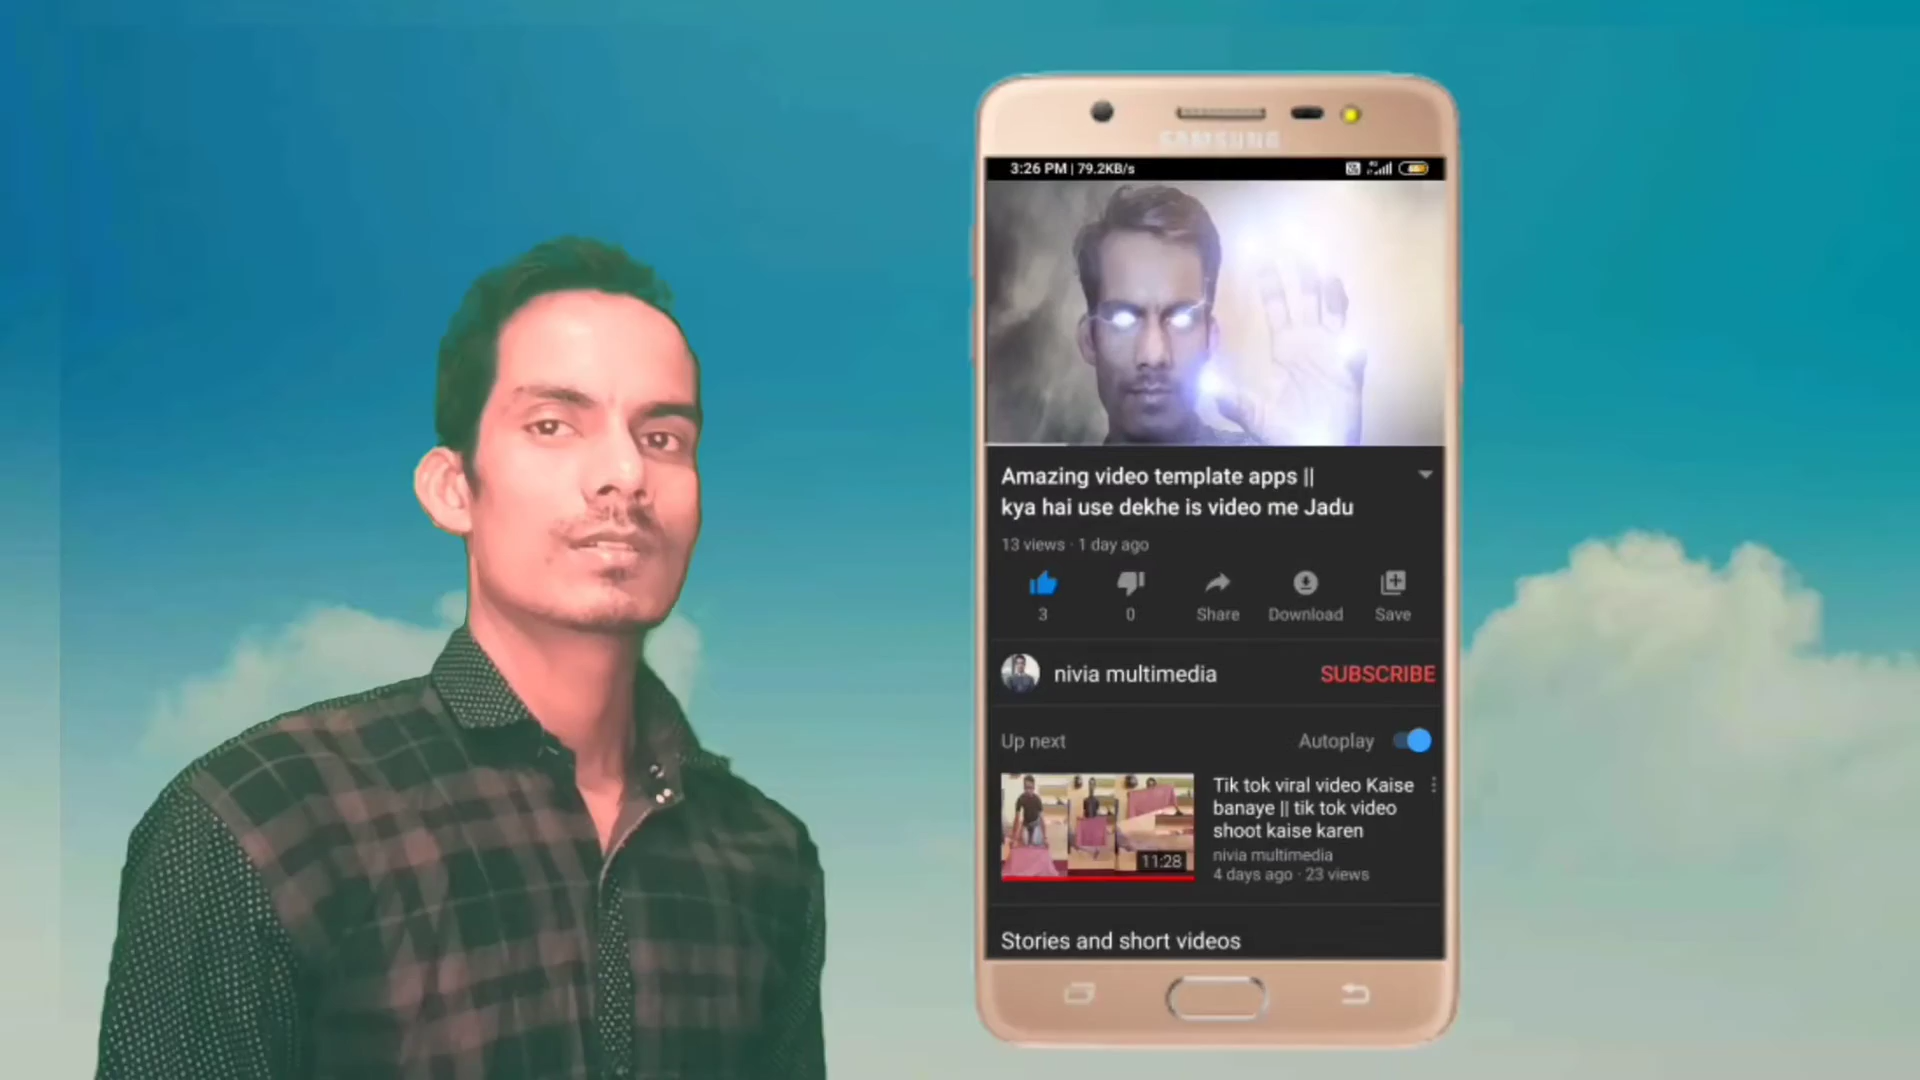 SAMSUNG
3:26 PM | 79.2KB/s
Amazing video template apps ||
kya hai use dekhe is video me Jadu
13 views · 1 day ago
3
0
Share
Download
Save
nivia multimedia
SUBSCRIBE
Up next
Autoplay
11:28
Tik tok viral video Kaise
banaye || tik tok video
shoot kaise karen
nivia multimedia
4 days ago · 23 views
Stories and short videos